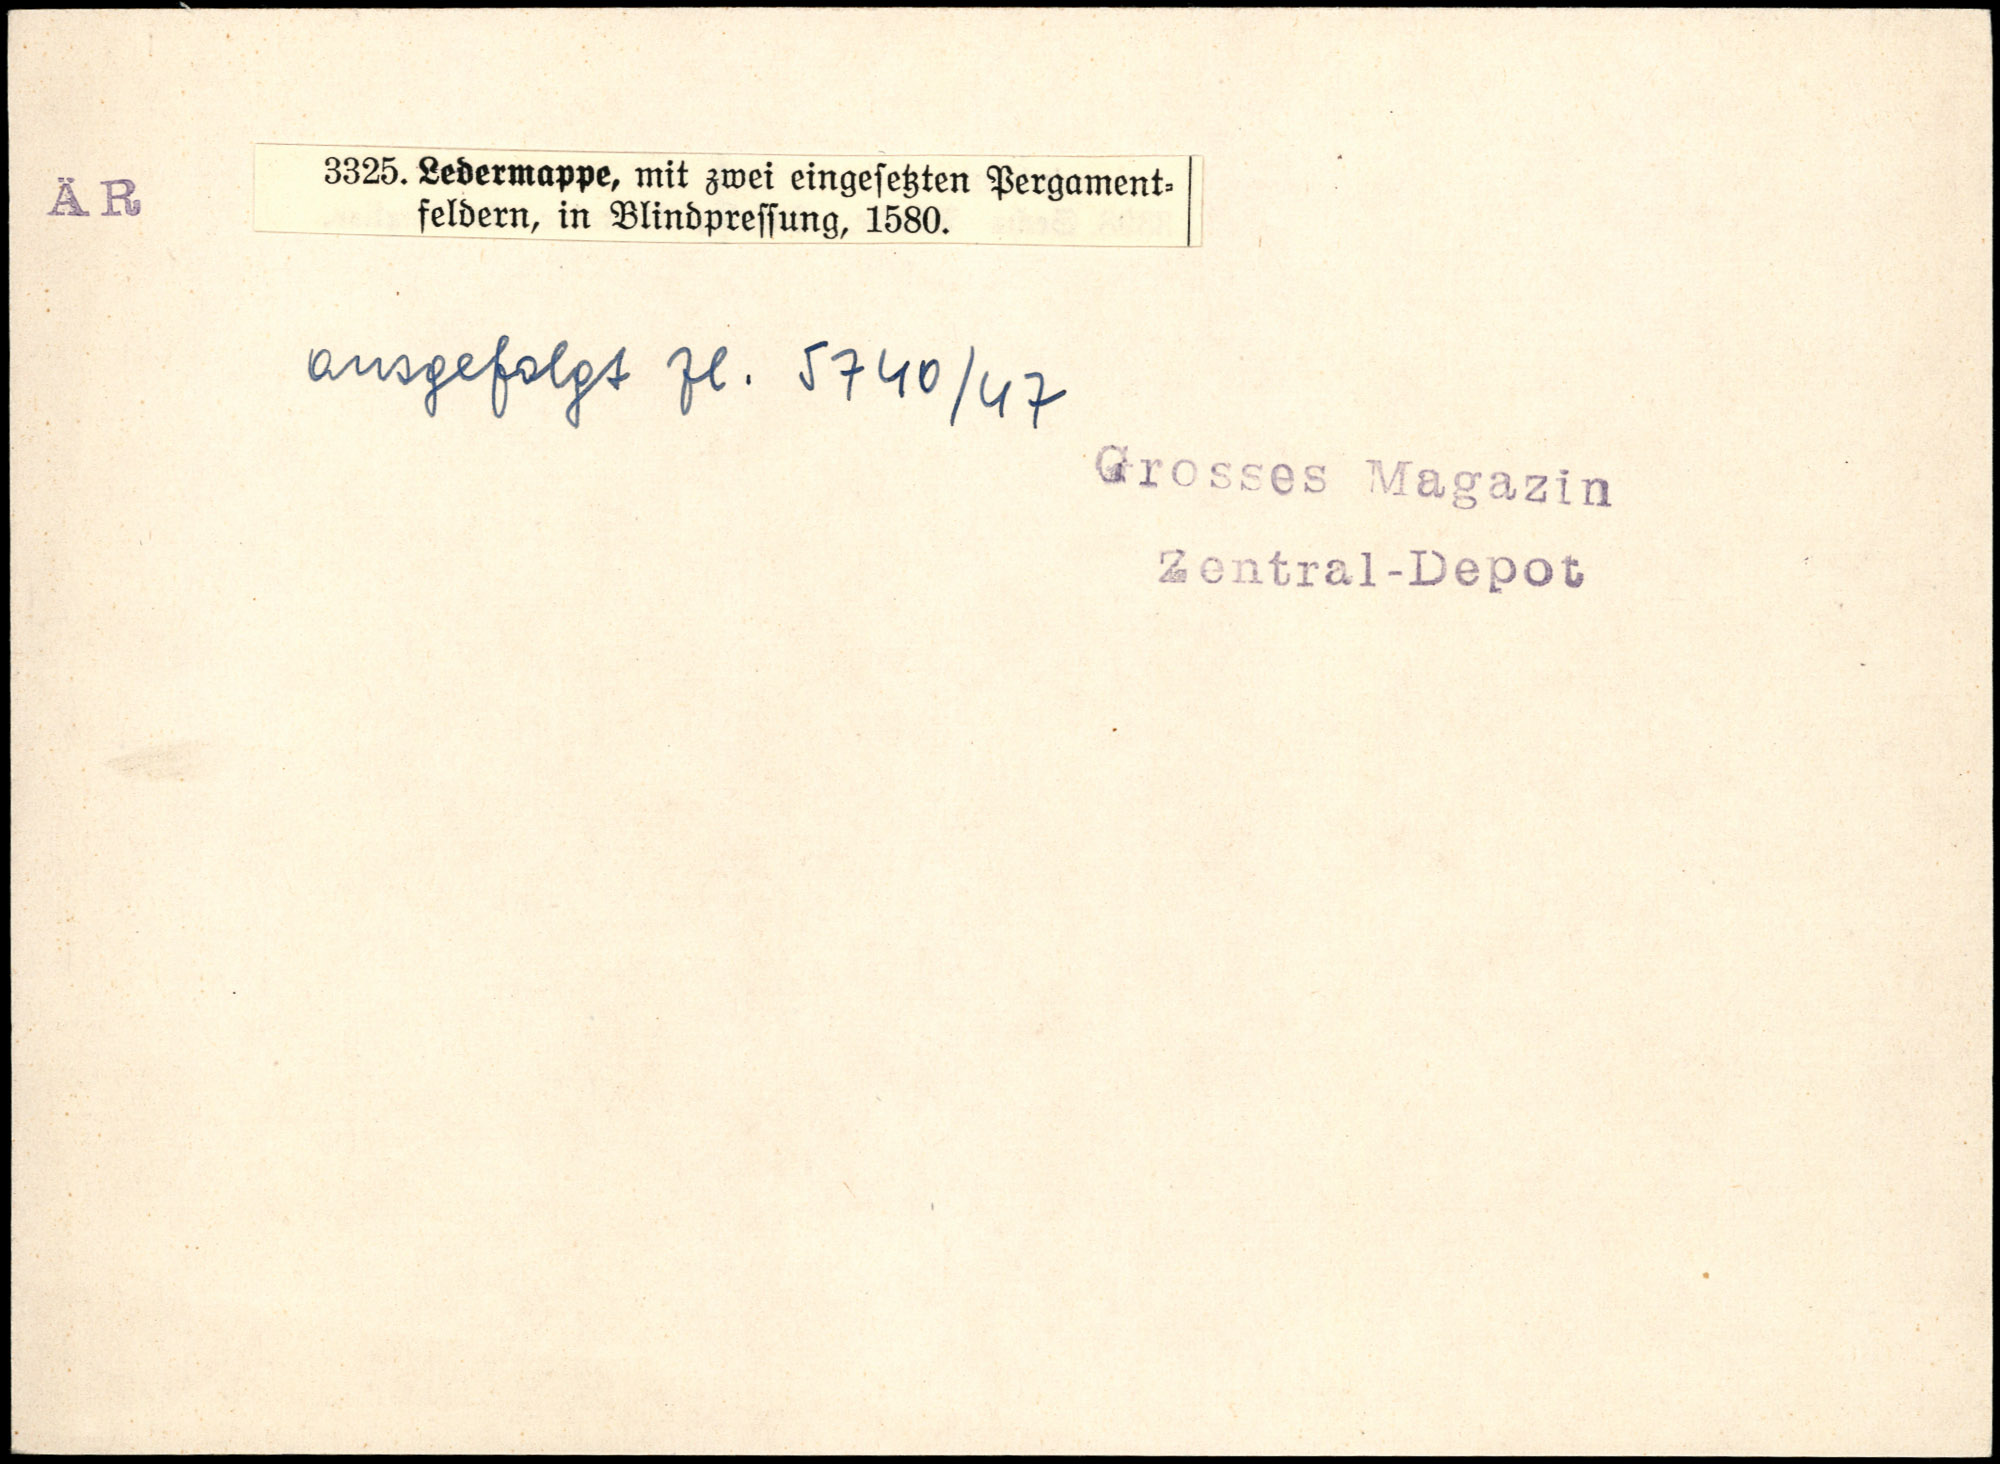 ÄR
3325. Ledermappe, mit zwei eingesetzten Pergament-
feldern, in Blindpressung, 1580.
ausgefolgt Zl. 5740/47
Grosses Magazin
Zentral-Depot